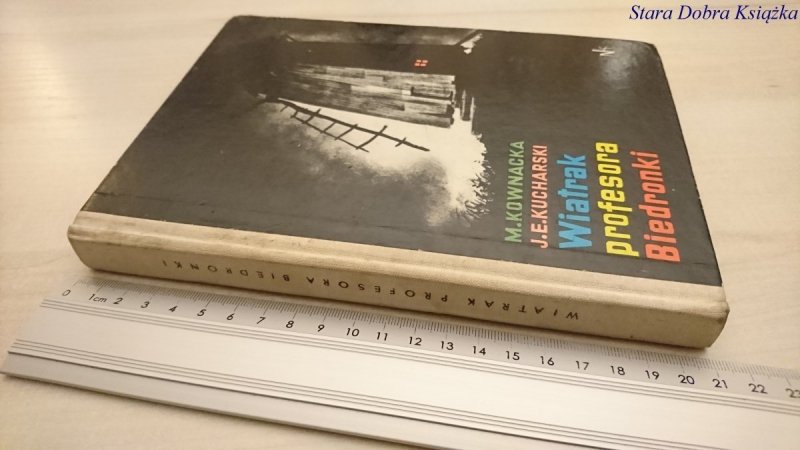 Stara Dobra Książka
M. KOWNACKA
J.E. KUCHARSKI
Wiatrak
profesora
Biedronki
WIATRAK PROFESORA BIEDRONKI
0 1cm 2 3 4 5 6 7 8 9 10 11 12 13 14 15 16 17 18 19 20 21 22 23